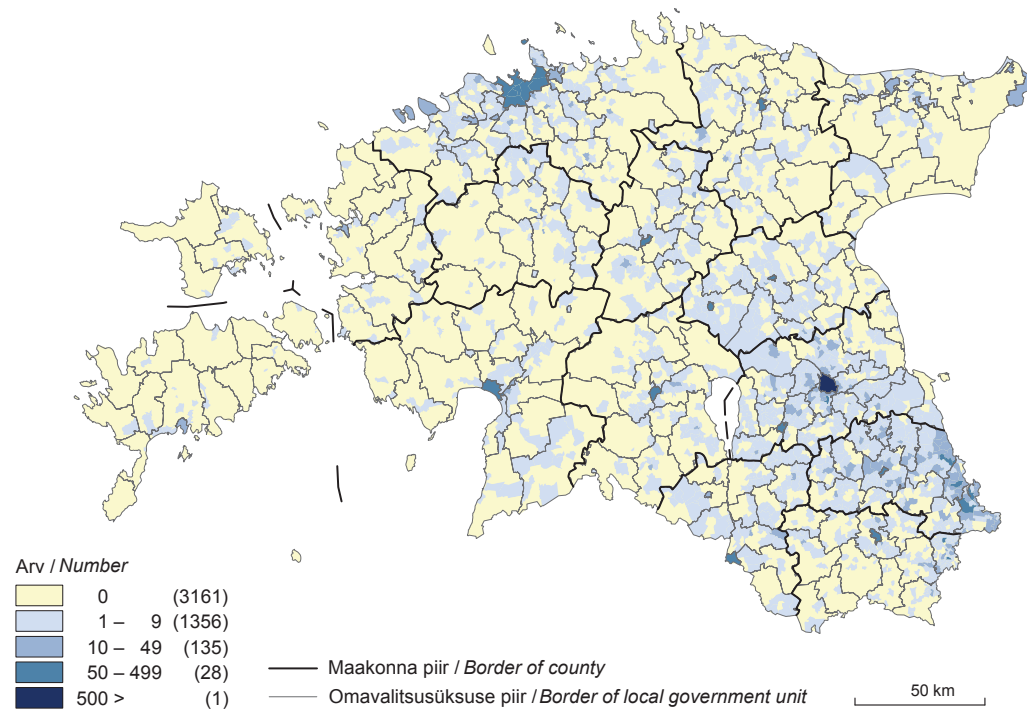 Arv / Number
0 (3161)
1 – 9 (1356)
10 – 49 (135)
50 – 499 (28)
500 > (1)
Maakonna piir / Border of county
Omavalitsusüksuse piir / Border of local government unit
50 km